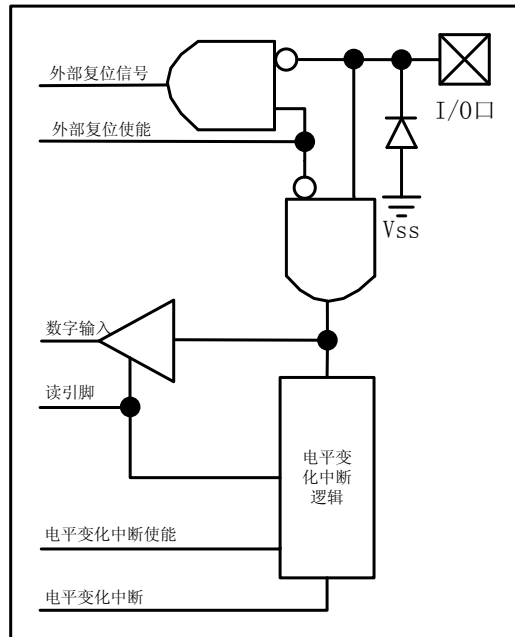 外部复位信号
I/O口
外部复位使能
Vss
数字输入
读引脚
电平变
化中断
逻辑
电平变化中断使能
电平变化中断